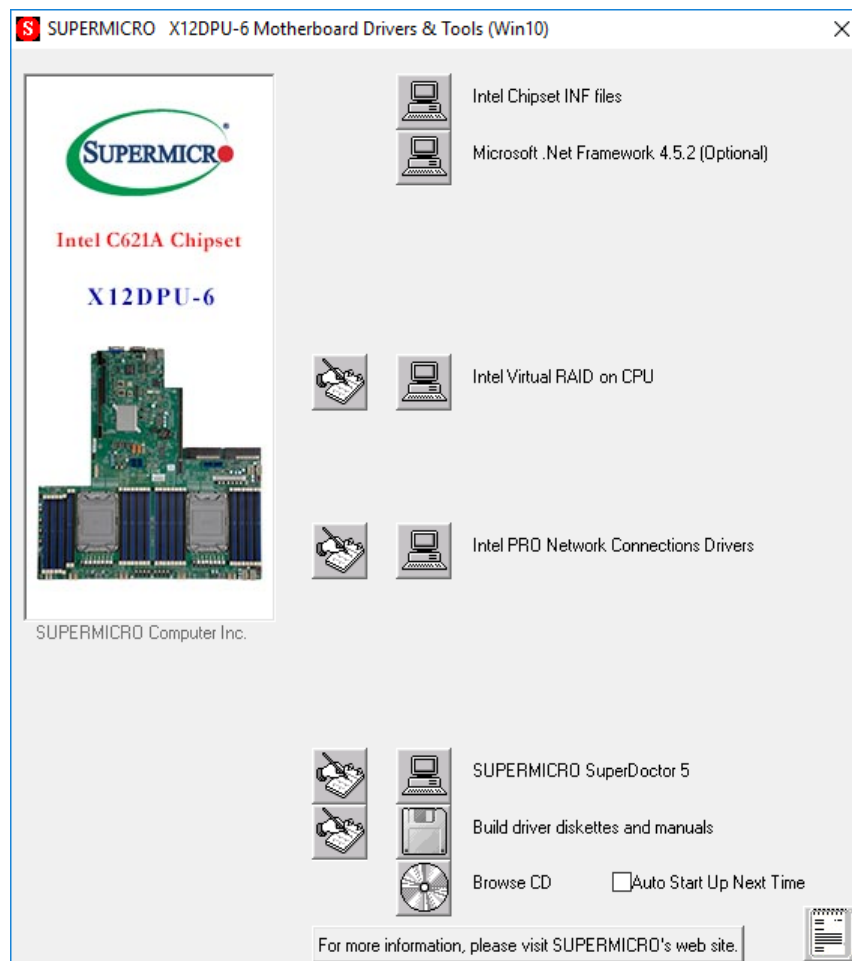 S SUPERMICRO X12DPU-6 Motherboard Drivers & Tools (Win10)
SUPERMICRO
Intel C621A Chipset
X12DPU-6
SUPERMICRO Computer Inc.
Intel Chipset INF files
Microsoft .Net Framework 4.5.2 (Optional)
Intel Virtual RAID on CPU
Intel PRO Network Connections Drivers
SUPERMICRO SuperDoctor 5
Build driver diskettes and manuals
Browse CD
Auto Start Up Next Time
For more information, please visit SUPERMICRO's web site.